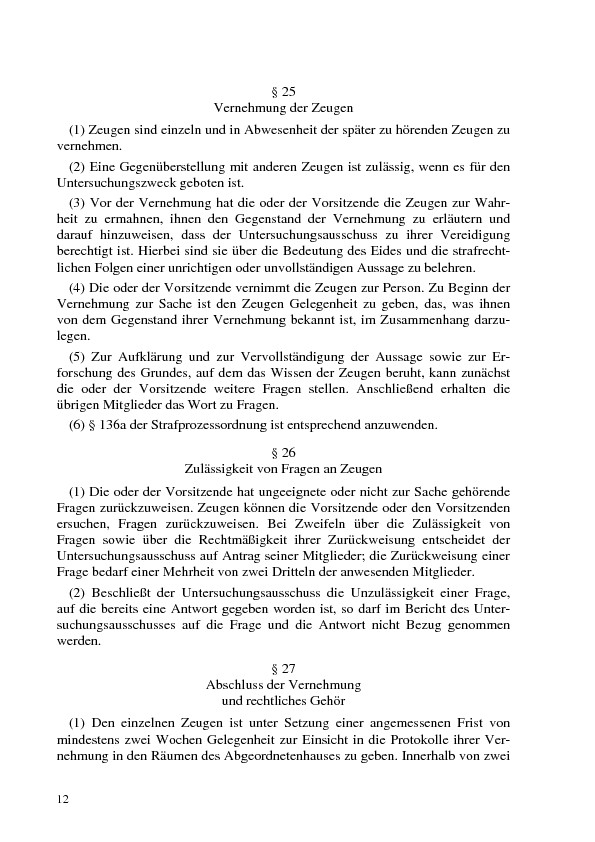 § 25
Vernehmung der Zeugen
(1) Zeugen sind einzeln und in Abwesenheit der später zu hörenden Zeugen zu
vernehmen.
(2) Eine Gegenüberstellung mit anderen Zeugen ist zulässig, wenn es für den
Untersuchungszweck geboten ist.
(3) Vor der Vernehmung hat die oder der Vorsitzende die Zeugen zur Wahr-
heit zu ermahnen, ihnen den Gegenstand der Vernehmung zu erläutern und
darauf hinzuweisen, dass der Untersuchungsausschuss zu ihrer Vereidigung
berechtigt ist. Hierbei sind sie über die Bedeutung des Eides und die strafrecht-
lichen Folgen einer unrichtigen oder unvollständigen Aussage zu belehren.
(4) Die oder der Vorsitzende vernimmt die Zeugen zur Person. Zu Beginn der
Vernehmung zur Sache ist den Zeugen Gelegenheit zu geben, das, was ihnen
von dem Gegenstand ihrer Vernehmung bekannt ist, im Zusammenhang darzu-
legen.
(5) Zur Aufklärung und zur Vervollständigung der Aussage sowie zur Er-
forschung des Grundes, auf dem das Wissen der Zeugen beruht, kann zunächst
die oder der Vorsitzende weitere Fragen stellen. Anschließend erhalten die
übrigen Mitglieder das Wort zu Fragen.
(6) § 136a der Strafprozessordnung ist entsprechend anzuwenden.
§ 26
Zulässigkeit von Fragen an Zeugen
(1) Die oder der Vorsitzende hat ungeeignete oder nicht zur Sache gehörende
Fragen zurückzuweisen. Zeugen können die Vorsitzende oder den Vorsitzenden
ersuchen, Fragen zurückzuweisen. Bei Zweifeln über die Zulässigkeit von
Fragen sowie über die Rechtmäßigkeit ihrer Zurückweisung entscheidet der
Untersuchungsausschuss auf Antrag seiner Mitglieder; die Zurückweisung einer
Frage bedarf einer Mehrheit von zwei Dritteln der anwesenden Mitglieder.
(2) Beschließt der Untersuchungsausschuss die Unzulässigkeit einer Frage,
auf die bereits eine Antwort gegeben worden ist, so darf im Bericht des Unter-
suchungsausschusses auf die Frage und die Antwort nicht Bezug genommen
werden.
§ 27
Abschluss der Vernehmung
und rechtliches Gehör
(1) Den einzelnen Zeugen ist unter Setzung einer angemessenen Frist von
mindestens zwei Wochen Gelegenheit zur Einsicht in die Protokolle ihrer Ver-
nehmung in den Räumen des Abgeordnetenhauses zu geben. Innerhalb von zwei
12